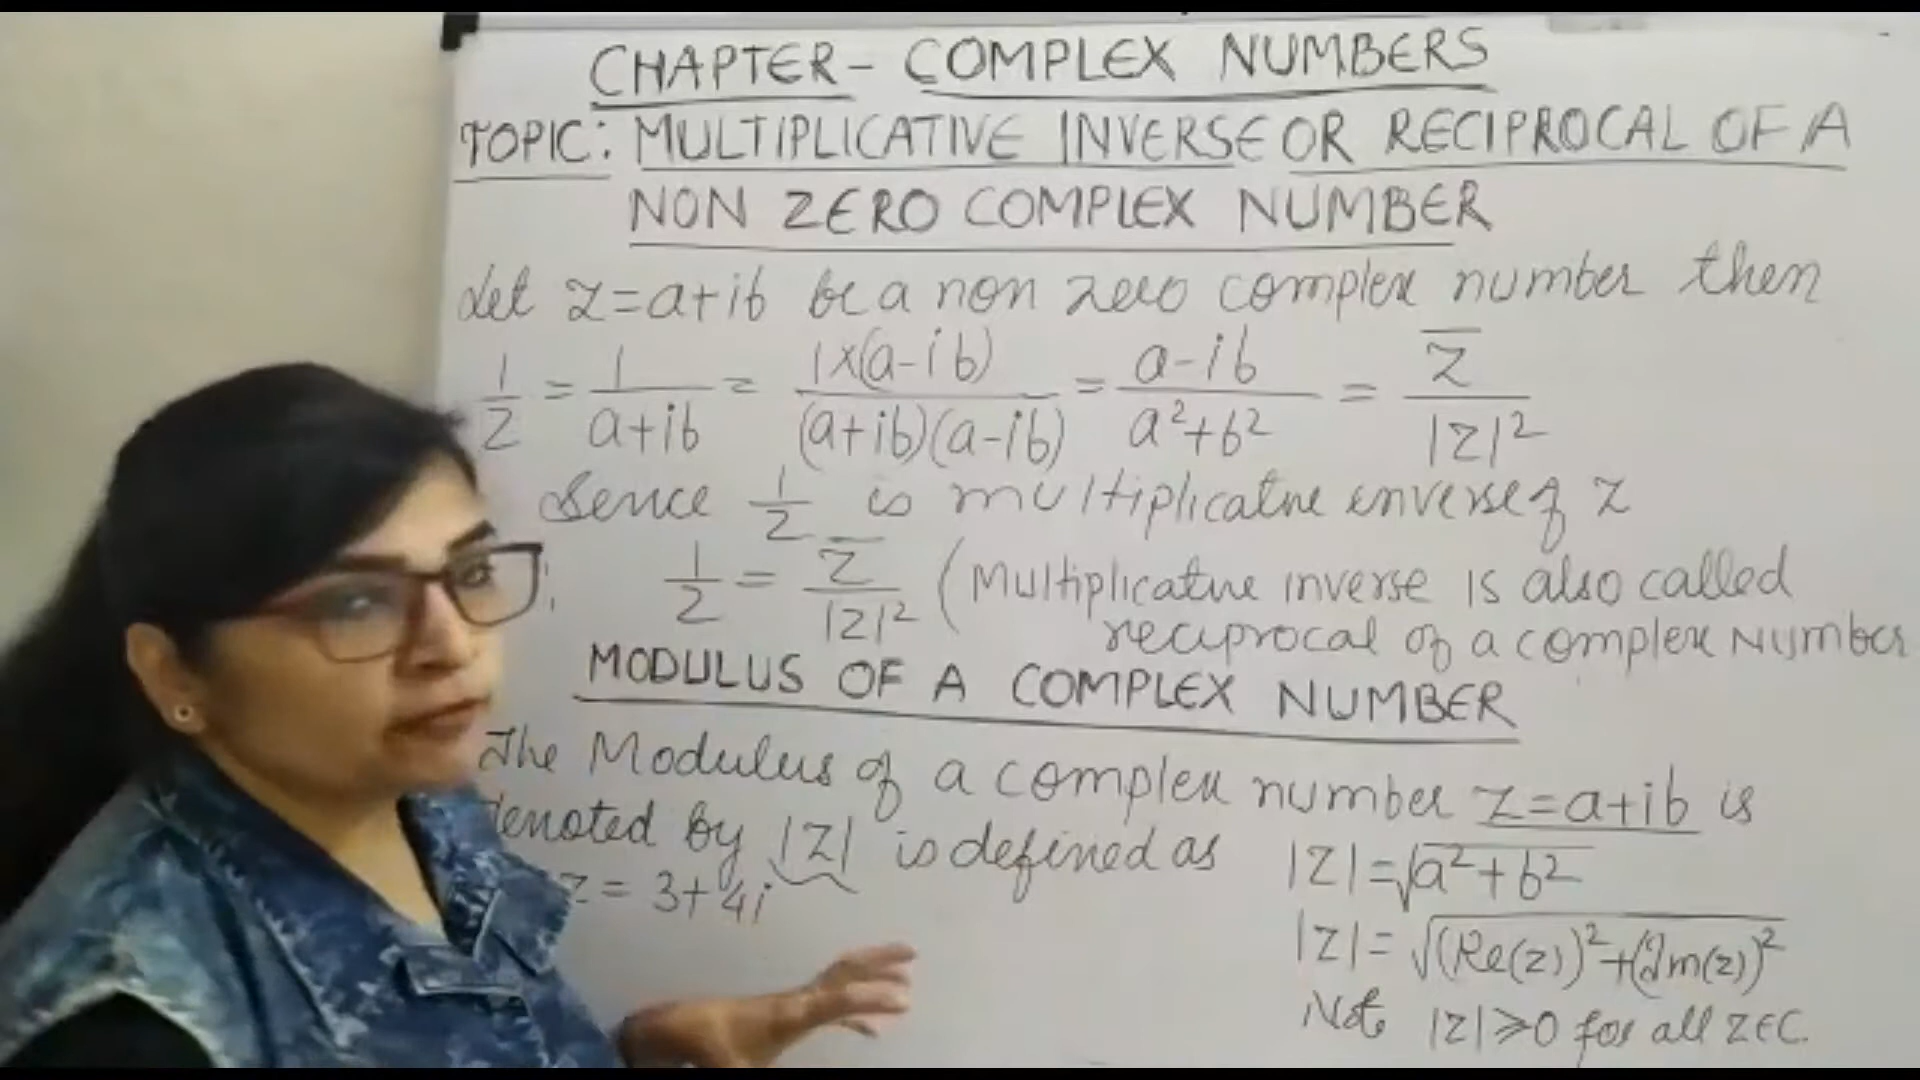 CHAPTER- COMPLEX NUMBERS
TOPIC: MULTIPLICATIVE INVERSE OR RECIPROCAL OF A
NON ZERO COMPLEX NUMBER
Let z=a+ib be a non zero complex number then
1/z = 1/(a+ib) = 1×(a-ib)/(a+ib)(a-ib) = (a-ib)/(a²+b²) = z̅/|z|²
Hence 1/z is multiplicative inverse of z
1/z = z̅/|z|² (Multiplicative inverse is also called
reciprocal of a complex Number
MODULUS OF A COMPLEX NUMBER
The Modulus of a complex number z=a+ib is
denoted by |z| is defined as |z|=√a²+b²
z = 3+4i
|z|= √(Re(z))²+(Im(z))²
Note |z|≥0 for all z∈C.